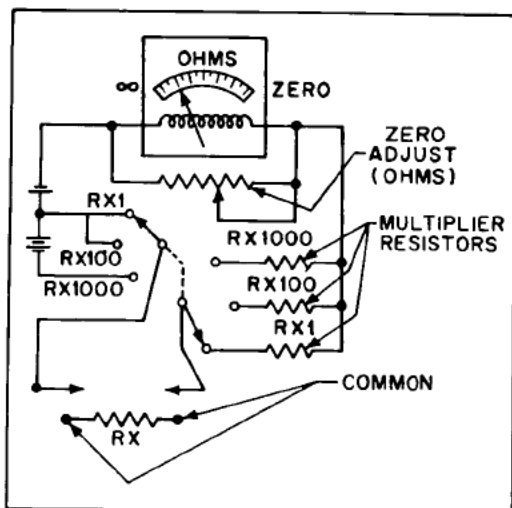 OHMS
∞
ZERO
ZERO
ADJUST
(OHMS)
RX1
RX1000
MULTIPLIER
RESISTORS
RX100
RX1000
RX100
RX1
COMMON
RX